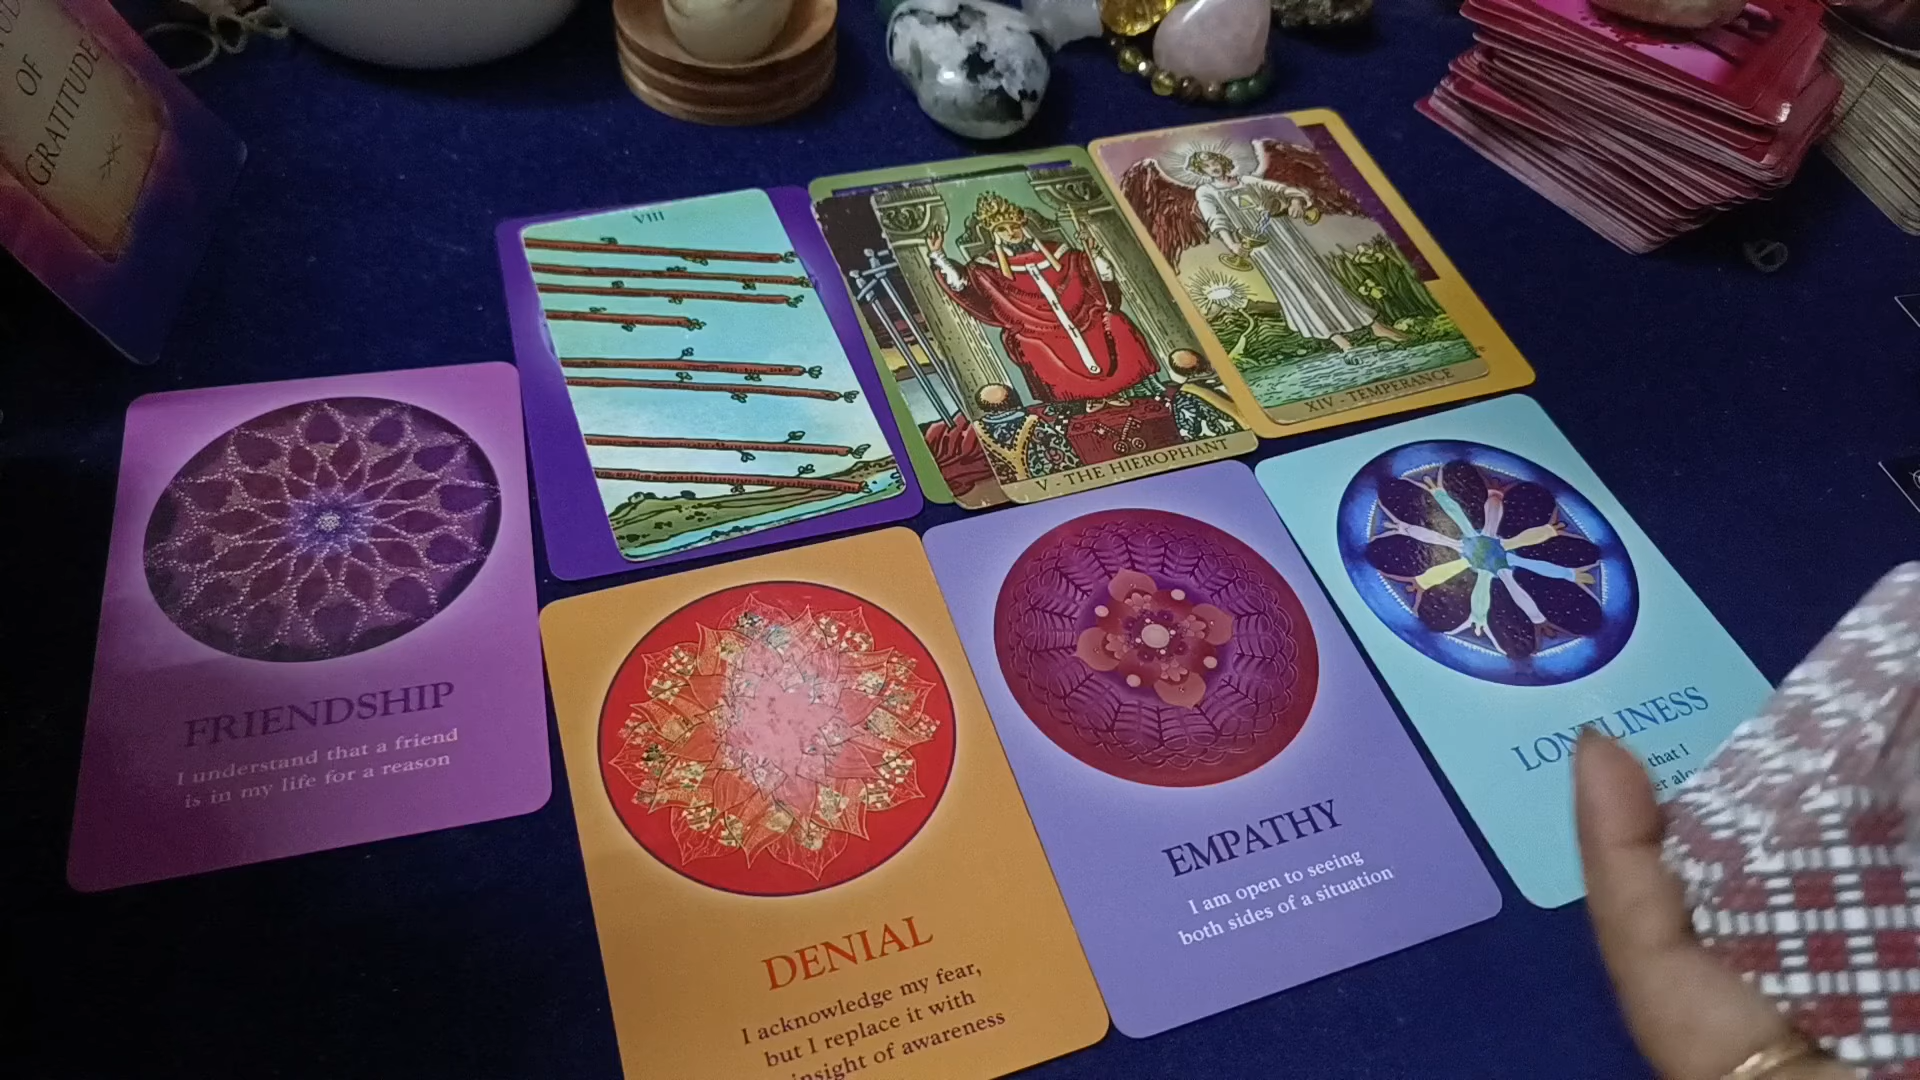 OF
GRATITUDE
VIII
V - THE HIEROPHANT
XIV - TEMPERANCE
FRIENDSHIP
I understand that a friend
is in my life for a reason
DENIAL
I acknowledge my fear,
but I replace it with
insight of awareness
EMPATHY
I am open to seeing
both sides of a situation
LONELINESS
that I